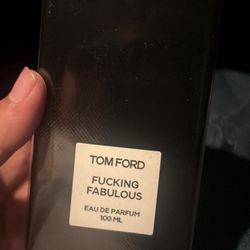 TOM FORD
FUCKING
FABULOUS
EAU DE PARFUM
100 ML